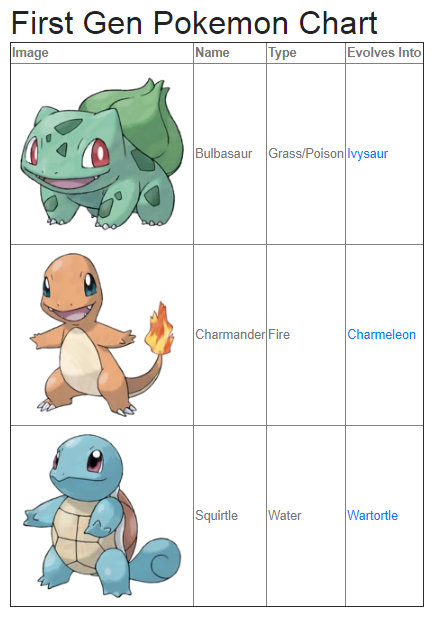 First Gen Pokemon Chart
Image Name Type Evolves Into
Bulbasaur Grass/Poison Ivysaur
Charmander Fire Charmeleon
Squirtle Water Wartortle